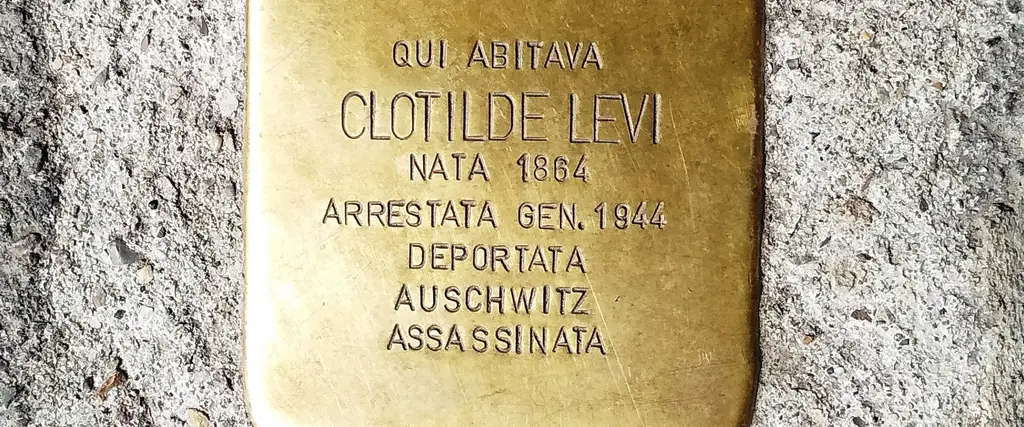 QUI ABITAVA
CLOTILDE LEVI
NATA 1864
ARRESTATA GEN. 1944
DEPORTATA
AUSCHWITZ
ASSASSINATA